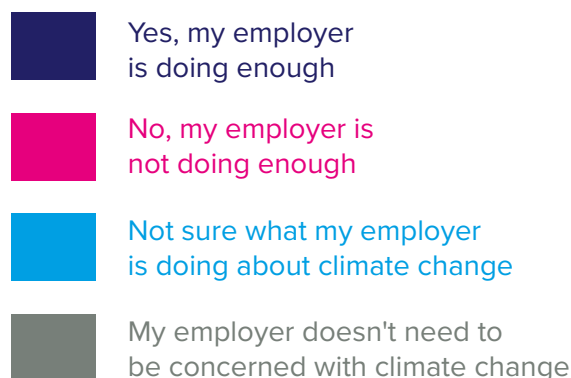 Yes, my employer
is doing enough
No, my employer is
not doing enough
Not sure what my employer
is doing about climate change
My employer doesn't need to
be concerned with climate change